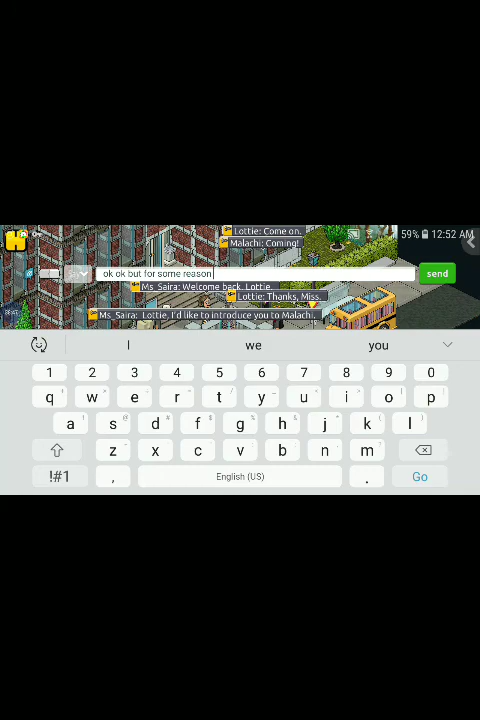 Lottie: Come on.
59% 12:52 AM
Malachi: Coming!
Say
ok ok but for some reason
send
Ms_Saira: Welcome back, Lottie.
Lottie: Thanks, Miss.
Ms_Saira: Lottie, I'd like to introduce you to Malachi.
I we you
1 2 3 4 5 6 7 8 9 0
q w e r t y u i o p
a s d f g h j k l
z x c v b n m
!#1 , English (US) . Go